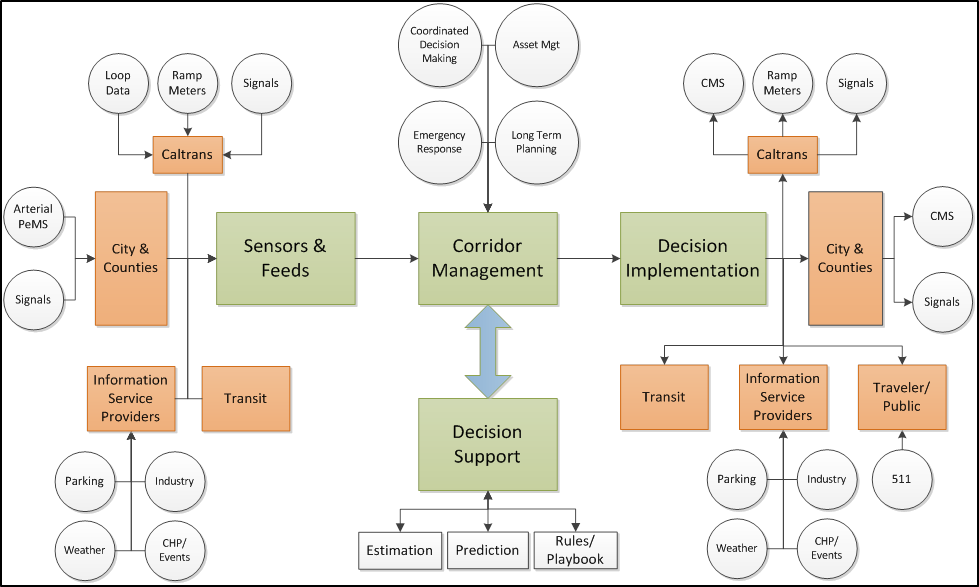 Coordinated
Decision
Making
Asset Mgt
Loop
Data
Ramp
Meters
Signals
CMS
Ramp
Meters
Signals
Emergency
Response
Long Term
Planning
Caltrans
Caltrans
Arterial
PeMS
Signals
City &
Counties
Sensors &
Feeds
Corridor
Management
Decision
Implementation
City &
Counties
CMS
Signals
Information
Service
Providers
Transit
Transit
Information
Service
Providers
Traveler/
Public
Decision
Support
Parking
Industry
Weather
CHP/
Events
Parking
Industry
511
Weather
CHP/
Events
Estimation
Prediction
Rules/
Playbook